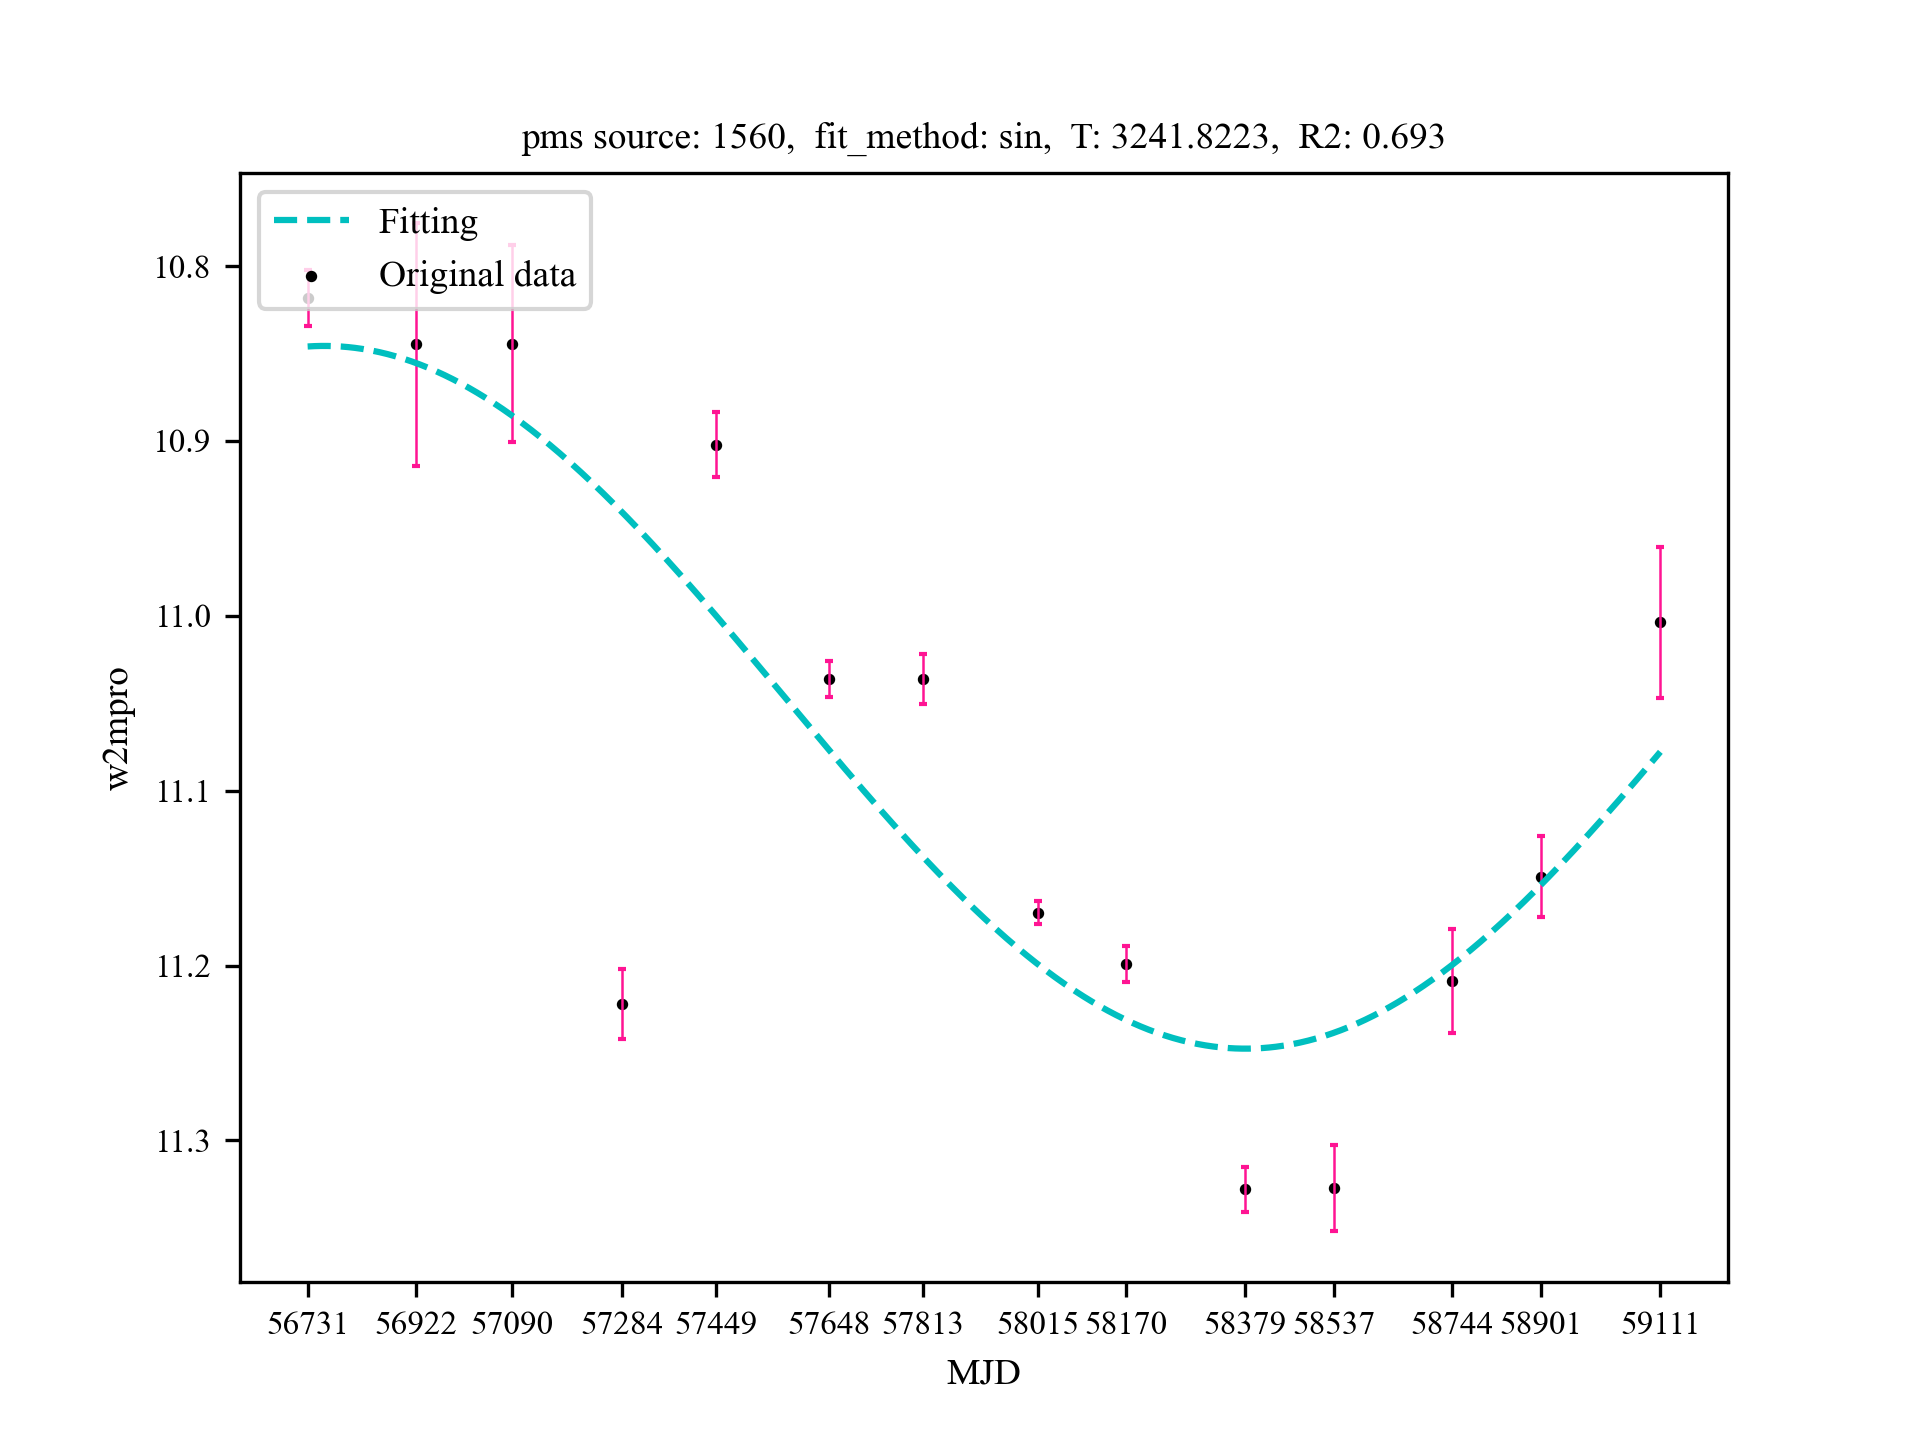 pms source: 1560,  fit_method: sin,  T: 3241.8223,  R2: 0.693
Fitting
Original data
10.8
10.9
11.0
11.1
11.2
11.3
w2mpro
56731 56922 57090 57284 57449 57648 57813 58015 58170 58379 58537 58744 58901 59111
MJD